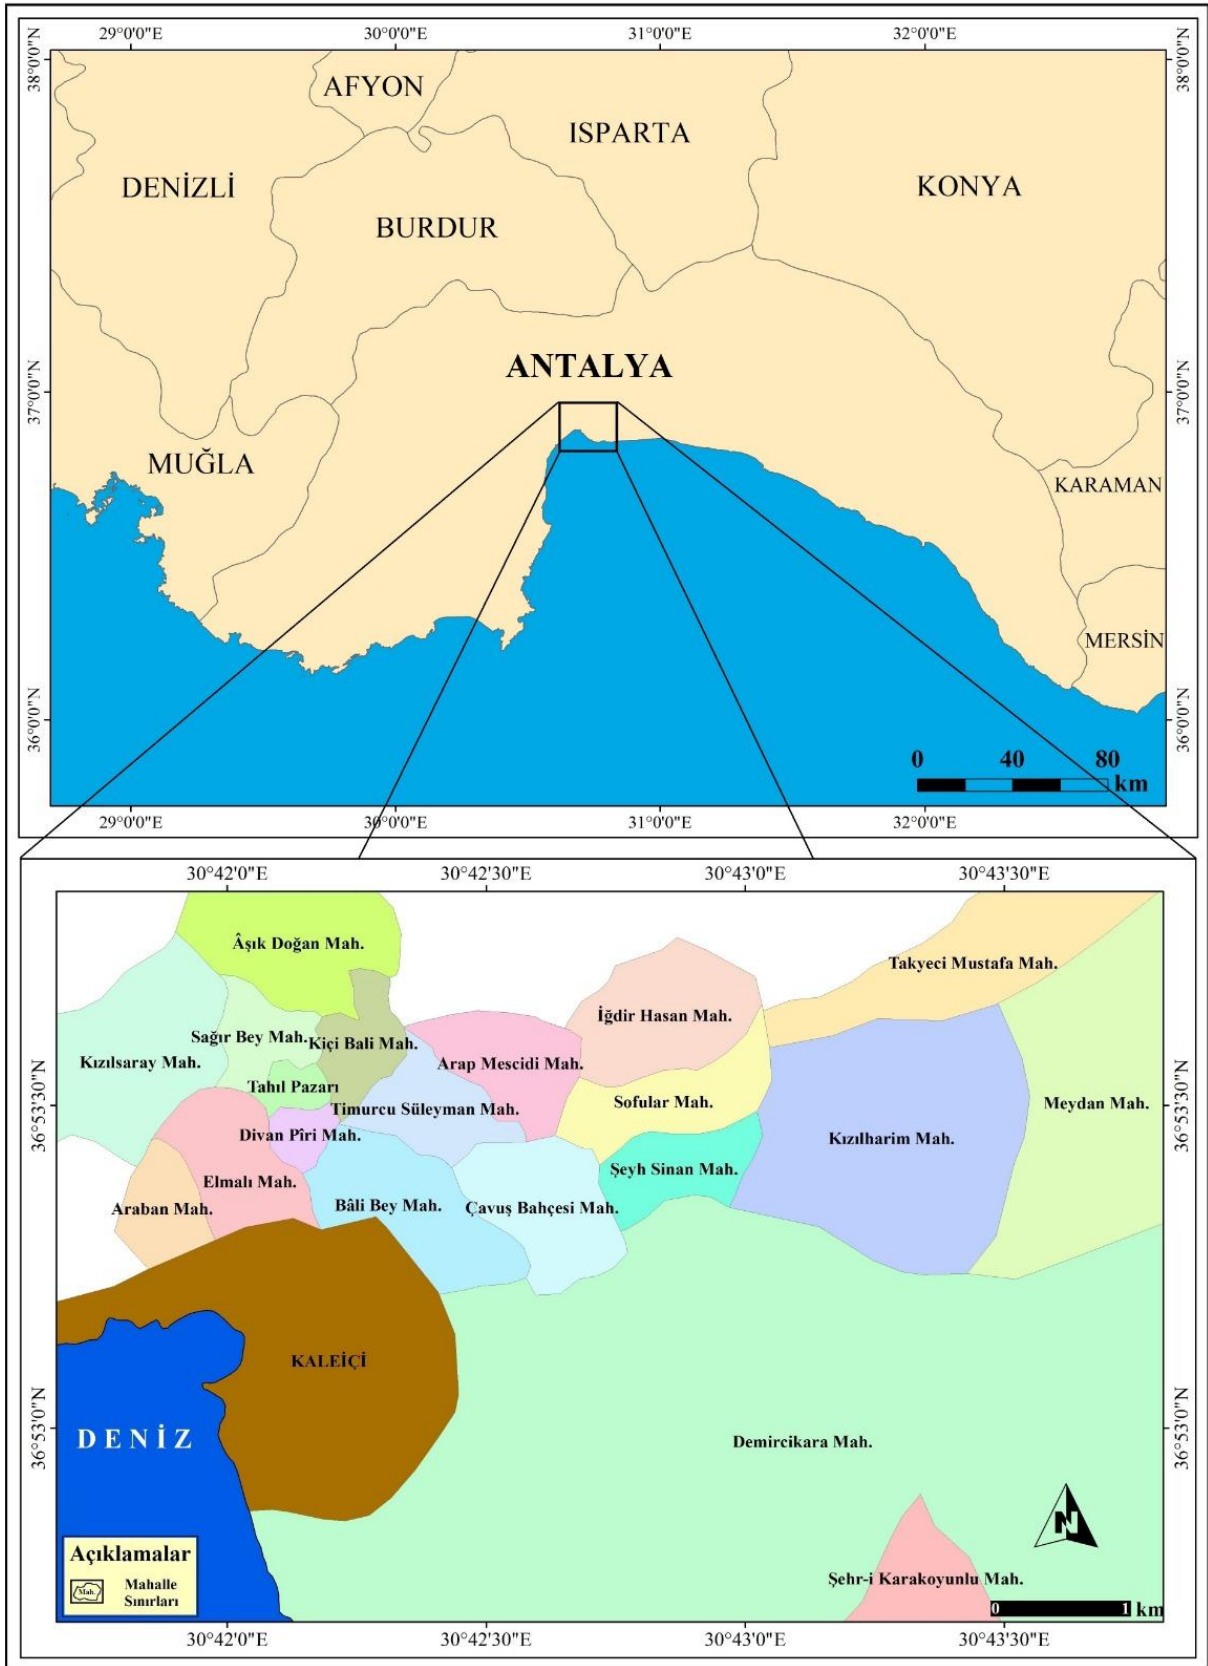 29°0'0"E 30°0'0"E 31°0'0"E 32°0'0"E
38°0'0"N
38°0'0"N
AFYON
ISPARTA
DENİZLİ
KONYA
BURDUR
ANTALYA
37°0'0"N
37°0'0"N
MUĞLA
KARAMAN
MERSİN
36°0'0"N
36°0'0"N
0 40 80
km
29°0'0"E 30°0'0"E 31°0'0"E 32°0'0"E
30°42'0"E 30°42'30"E 30°43'0"E 30°43'30"E
Âşık Doğan Mah.
Takyeci Mustafa Mah.
İğdir Hasan Mah.
Sağır Bey Mah.
Kiçi Bali Mah.
Kızılsaray Mah.
Arap Mescidi Mah.
Tahıl Pazarı
Sofular Mah.
Meydan Mah.
Timurcu Süleyman Mah.
36°53'30"N
36°53'30"N
Divan Pîri Mah.
Kızılharim Mah.
Şeyh Sinan Mah.
Elmalı Mah.
Araban Mah.
Bâli Bey Mah.
Çavuş Bahçesi Mah.
KALEİÇİ
DENİZ
Demircikara Mah.
36°53'0"N
36°53'0"N
N
Açıklamalar
Mah.
Mahalle
Sınırları
Şehr-i Karakoyunlu Mah.
0 1 km
30°42'0"E 30°42'30"E 30°43'0"E 30°43'30"E